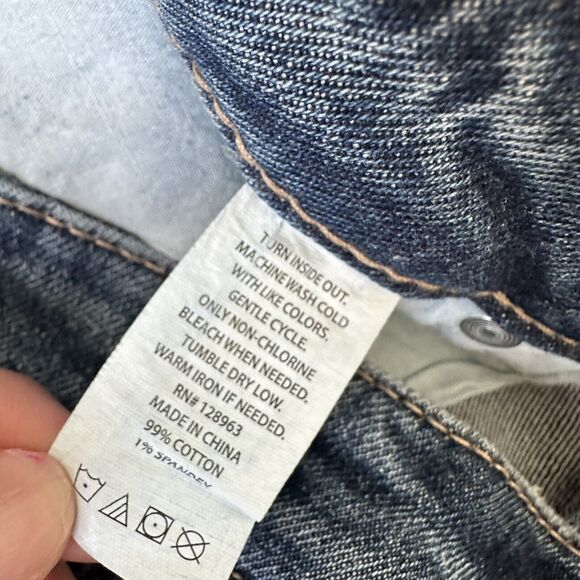 TURN INSIDE OUT.
MACHINE WASH COLD
WITH LIKE COLORS.
GENTLE CYCLE.
ONLY NON-CHLORINE
BLEACH WHEN NEEDED.
TUMBLE DRY LOW.
WARM IRON IF NEEDED.
RN# 128963
MADE IN CHINA
99% COTTON
1% SPANDEX